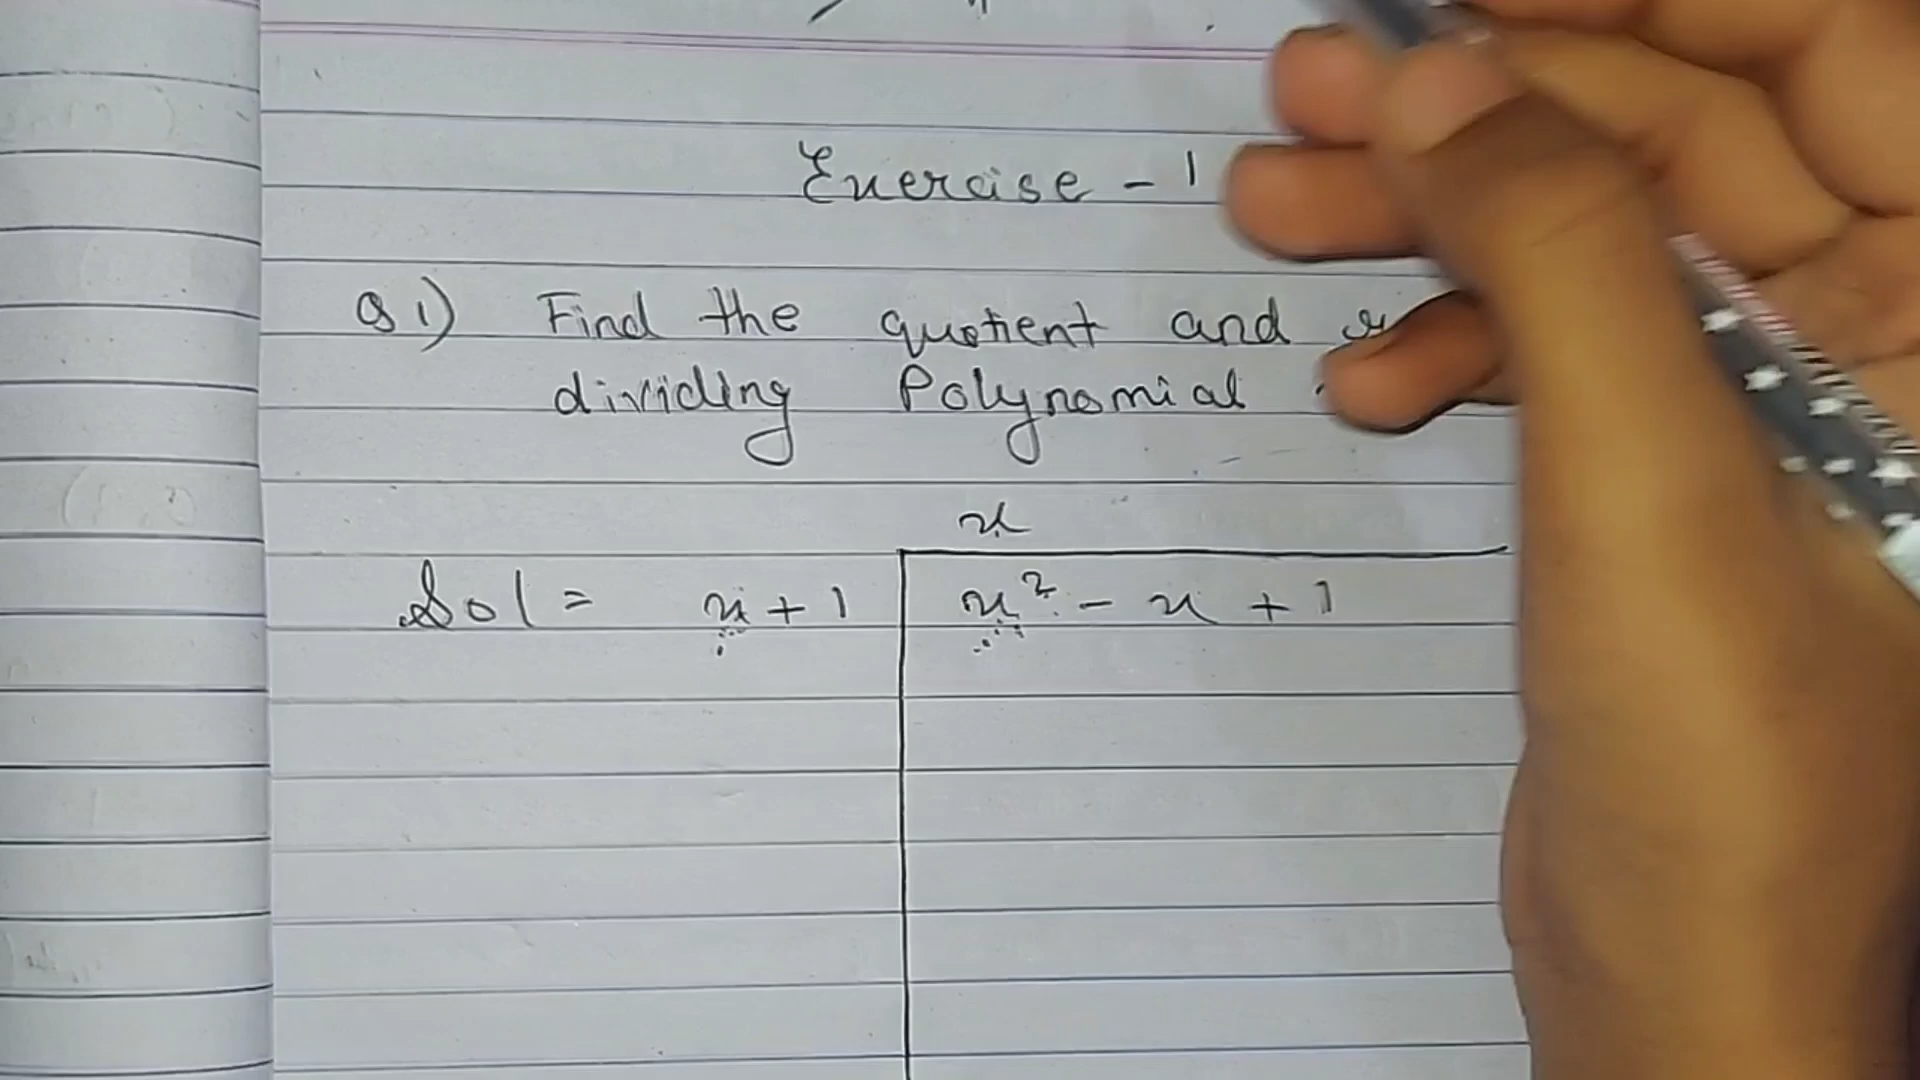 Exercise - 1
Q1) Find the quotient and
dividing Polynomial
x
Sol = x + 1 x² - x + 1